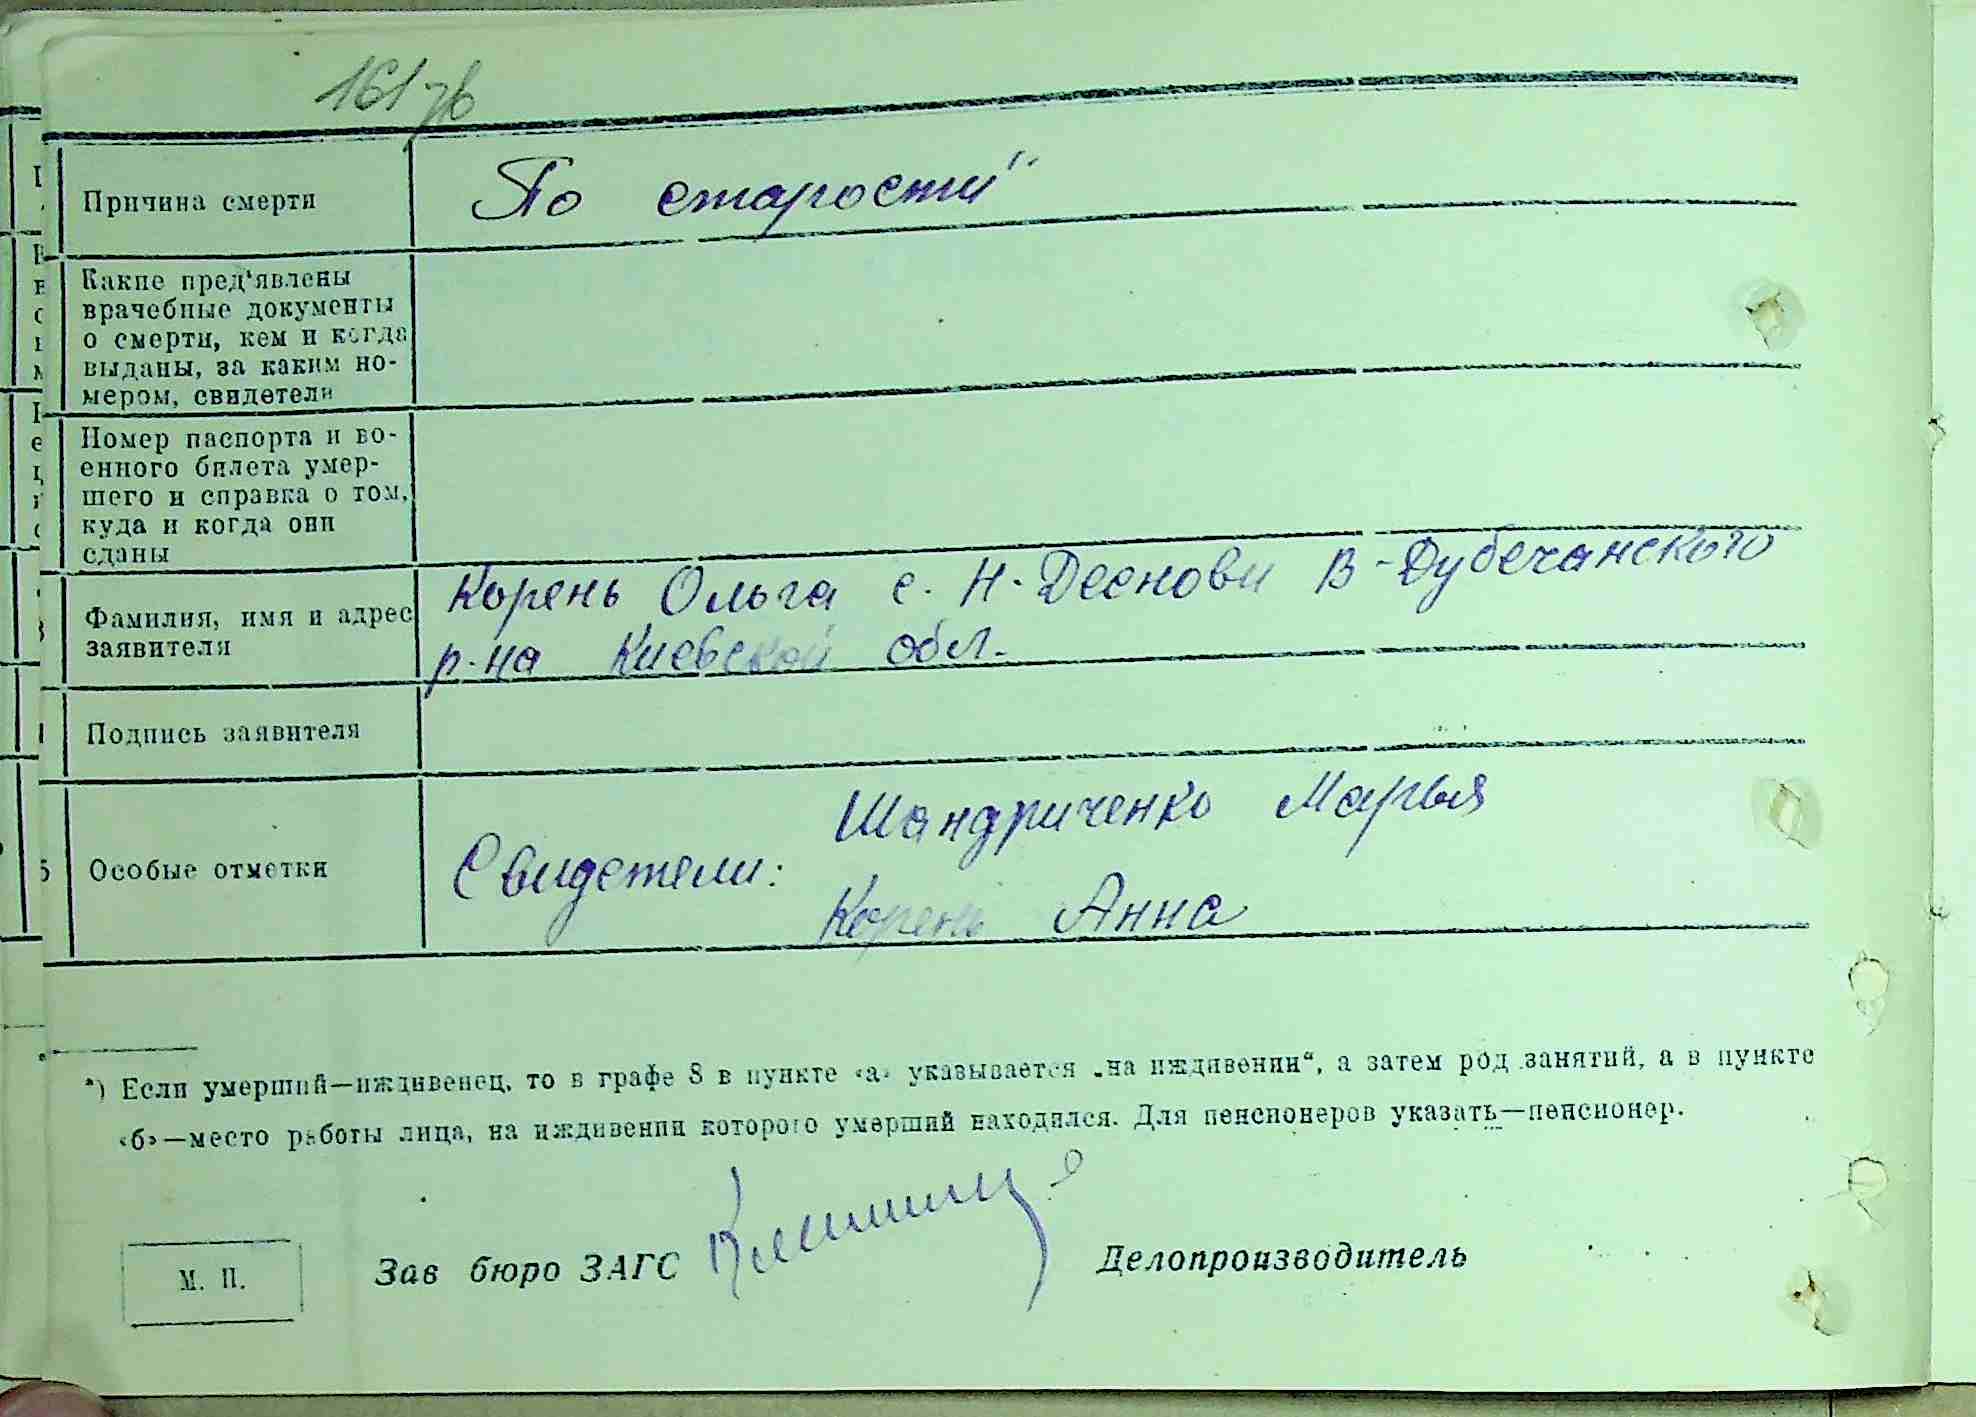 161 зв
Причина смерти
По старости
Какие пред'явлены
врачебные документы
о смерти, кем и когда
выданы, за каким но-
мером, свидетели
Номер паспорта и во-
енного билета умер-
шего и справка о том,
куда и когда они
сданы
Фамилия, имя и адрес
заявителя
Корень Ольга с. Н-Деснови В-Дубечанского
р-на Киевской обл.
Подпись заявителя
Особые отметки
Шандриченко Марья
Свидетели:
Корень Анна
*) Если умерший—иждивенец, то в графе 8 в пункте «а» указывается „на иждивении“, а затем род занятий, а в пункте
«б»—место работы лица, на иждивении которого умерший находился. Для пенсионеров указать—пенсионер.
М. П.
Зав бюро ЗАГС
Делопроизводитель